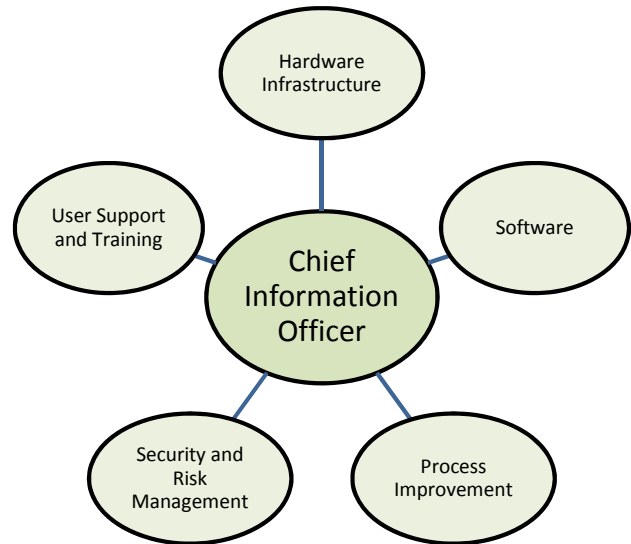 Hardware
Infrastructure
User Support
and Training
Software
Chief
Information
Officer
Security and
Risk
Management
Process
Improvement